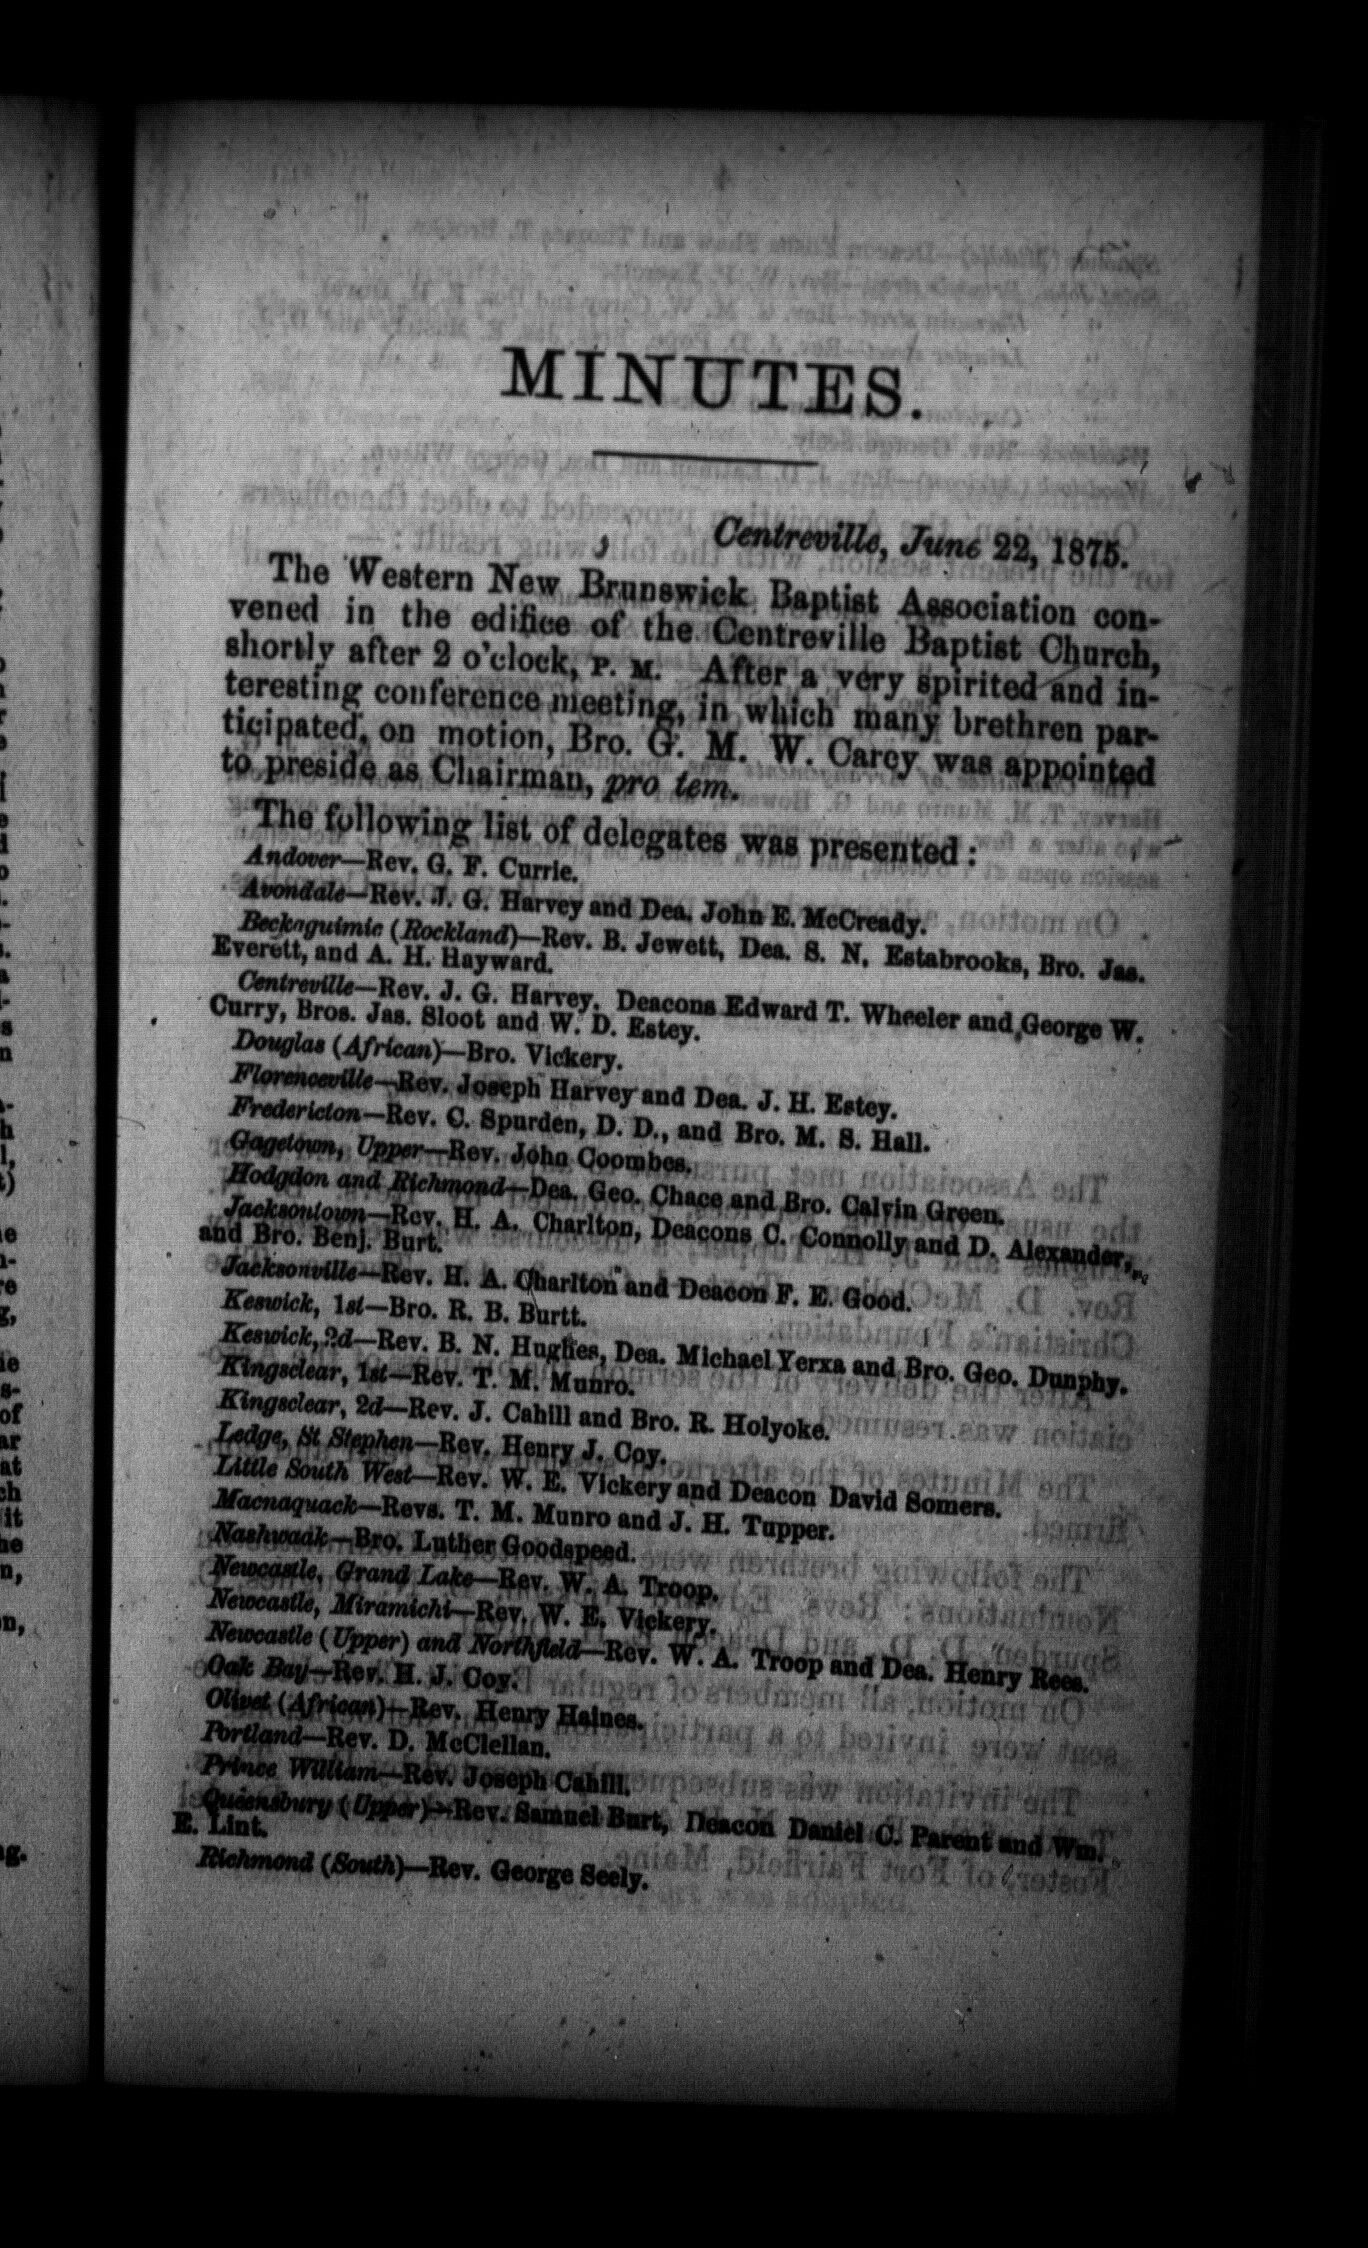 MINUTES.
Centreville, June 22, 1875.
The Western New Brunswick Baptist Association con-
vened in the edifice of the Centreville Baptist Church,
shortly after 2 o'clock, P. M. After a very spirited and in-
teresting conference meeting, in which many brethren par-
ticipated, on motion, Bro. G. M. W. Carey was appointed
to preside as Chairman, pro tem.
The following list of delegates was presented:
Andover—Rev. G. F. Currie.
Avondale—Rev. J. G. Harvey and Dea. John E. McCready.
Beckaguimic (Rockland)—Rev. B. Jewett, Dea. S. N. Estabrooks, Bro. Jas.
Everett, and A. H. Hayward.
Centreville—Rev. J. G. Harvey. Deacons Edward T. Wheeler and George W.
Curry, Bros. Jas. Sloot and W. D. Estey.
Douglas (African)—Bro. Vickery.
Florenceville—Rev. Joseph Harvey and Dea. J. H. Estey.
Fredericton—Rev. C. Spurden, D. D., and Bro. M. S. Hall.
Gagetown, Upper—Rev. John Coombes.
Hodgdon and Richmond—Dea. Geo. Chace and Bro. Calvin Green.
Jacksontown—Rev. H. A. Charlton, Deacons C. Connolly and D. Alexander,
and Bro. Benj. Burt.
Jacksonville—Rev. H. A. Charlton and Deacon F. E. Good.
Keswick, 1st—Bro. R. B. Burtt.
Keswick, 2d—Rev. B. N. Hughes, Dea. Michael Yerxa and Bro. Geo. Dunphy.
Kingsclear, 1st—Rev. T. M. Munro.
Kingsclear, 2d—Rev. J. Cahill and Bro. R. Holyoke.
Ledge, St Stephen—Rev. Henry J. Coy.
Little South West—Rev. W. E. Vickery and Deacon David Somers.
Macnaquack—Revs. T. M. Munro and J. H. Tupper.
Nashwaak—Bro. Luther Goodspeed.
Newcastle, Grand Lake—Rev. W. A. Troop.
Newcastle, Miramichi—Rev. W. E. Vickery.
Newcastle (Upper) and Northfield—Rev. W. A. Troop and Dea. Henry Rees.
Oak Bay—Rev. H. J. Coy.
Olivet (African)—Rev. Henry Haines.
Portland—Rev. D. McClellan.
Prince William—Rev. Joseph Cahill.
Queensbury (Upper)—Rev. Samuel Burt, Deacon Daniel C. Parent and Wm.
E. Lint.
Richmond (South)—Rev. George Seely.